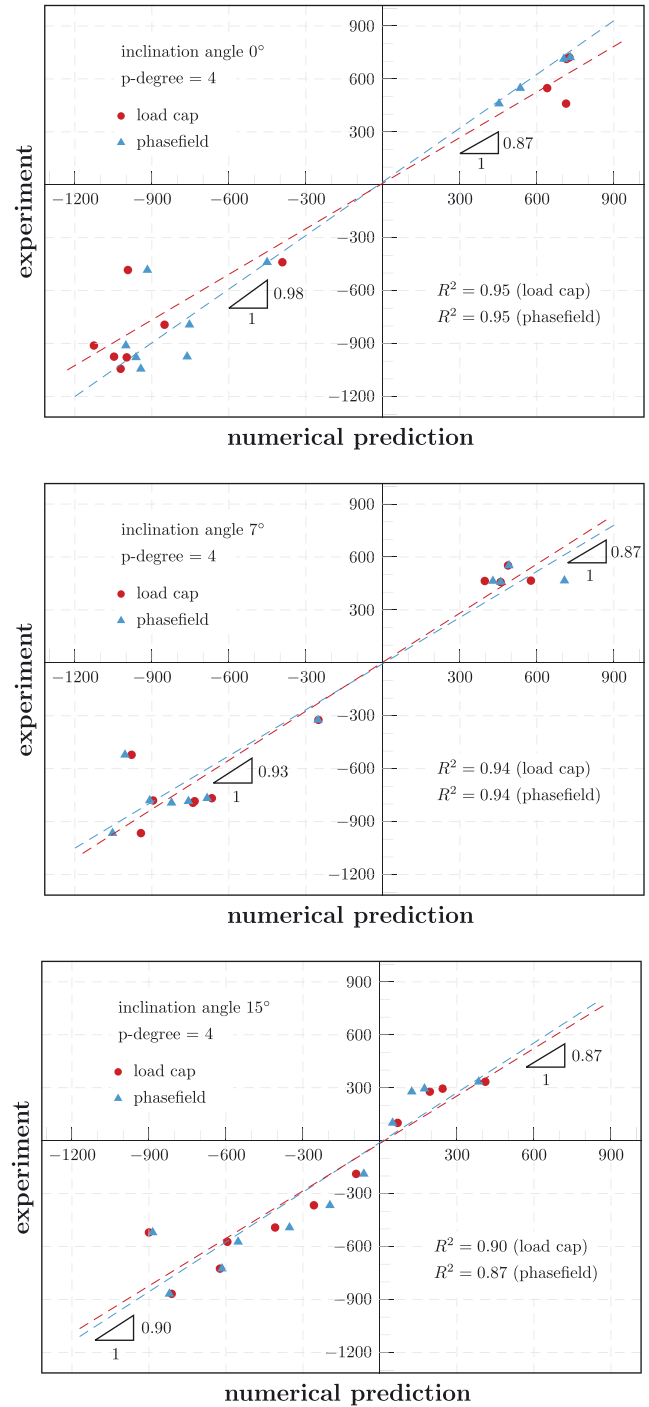 900
inclination angle 0°
p-degree = 4
600
load cap
phasefield
300
0.87
1
−1200
−900
−600
−300
300
600
900
experiment
−300
−600
0.98
1
R² = 0.95 (load cap)
R² = 0.95 (phasefield)
−900
−1200
numerical prediction
900
inclination angle 7°
p-degree = 4
600
0.87
1
load cap
phasefield
300
−1200
−900
−600
−300
300
600
900
experiment
−300
−600
0.93
1
R² = 0.94 (load cap)
R² = 0.94 (phasefield)
−900
−1200
numerical prediction
900
inclination angle 15°
p-degree = 4
600
0.87
1
load cap
phasefield
300
−1200
−900
−600
−300
300
600
900
experiment
−300
−600
R² = 0.90 (load cap)
R² = 0.87 (phasefield)
−900
0.90
1
−1200
numerical prediction